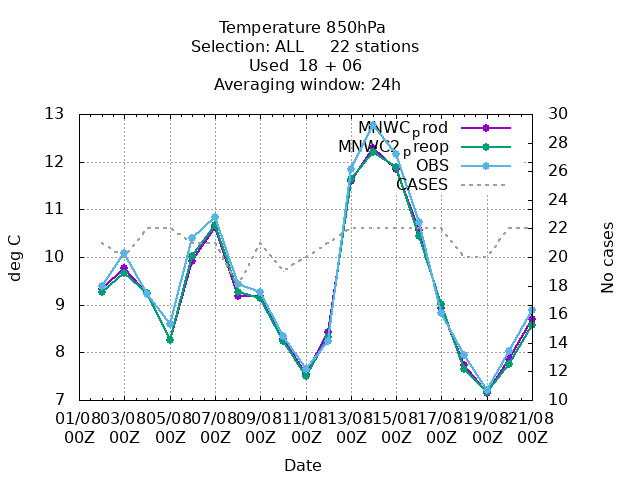 Temperature 850hPa
Selection: ALL 22 stations
Used 18 + 06
Averaging window: 24h
13 30
MNWCprod
28
MNWC2preop
12
OBS
26
CASES
24
11
22
10
20
18
9
16
14
8
12
7 10
deg C
No cases
01/08 03/08 05/08 07/08 09/08 11/08 13/08 15/08 17/08 19/08 21/08
00Z 00Z 00Z 00Z 00Z 00Z 00Z 00Z 00Z 00Z 00Z
Date